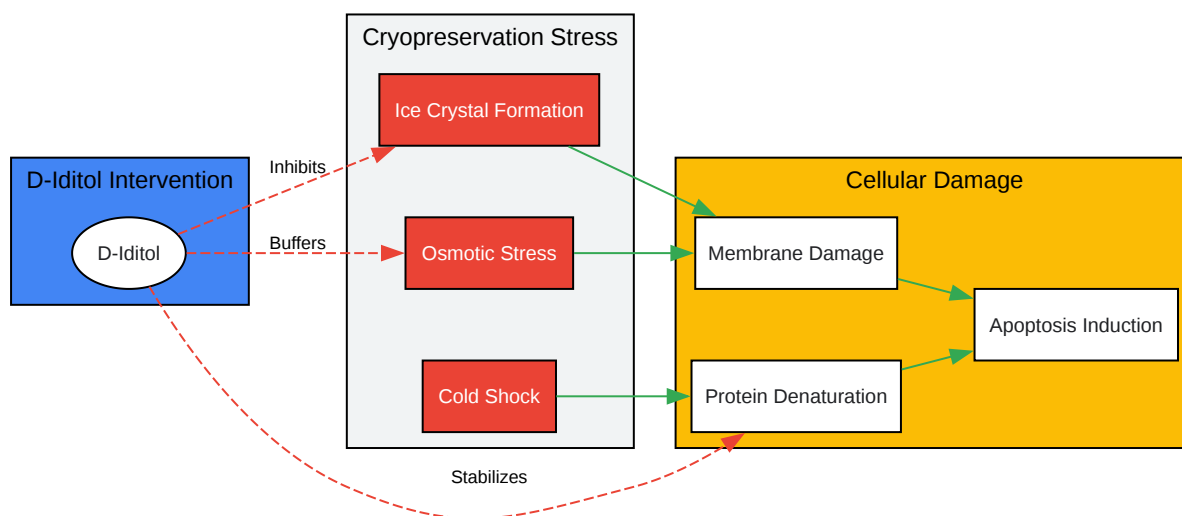 Cryopreservation Stress
Ice Crystal Formation
Inhibits
D-Iditol Intervention
Cellular Damage
D-Iditol
Buffers
Osmotic Stress
Membrane Damage
Apoptosis Induction
Cold Shock
Protein Denaturation
Stabilizes